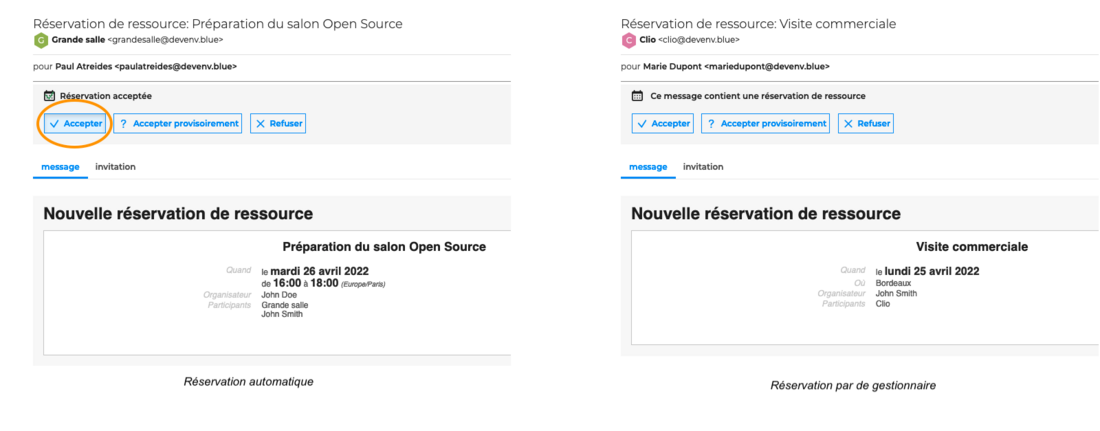 Réservation de ressource: Préparation du salon Open Source
G Grande salle <grandesalle@devenv.blue>
pour Paul Atreides <paulatreides@devenv.blue>
Réservation acceptée
Accepter ? Accepter provisoirement Refuser
message invitation
Nouvelle réservation de ressource
Préparation du salon Open Source
Quand le mardi 26 avril 2022
de 16:00 à 18:00 (Europe/Paris)
Organisateur John Doe
Participants Grande salle
John Smith
Réservation automatique
Réservation de ressource: Visite commerciale
C Clio <clio@devenv.blue>
pour Marie Dupont <mariedupont@devenv.blue>
Ce message contient une réservation de ressource
Accepter ? Accepter provisoirement Refuser
message invitation
Nouvelle réservation de ressource
Visite commerciale
Quand le lundi 25 avril 2022
Où Bordeaux
Organisateur John Smith
Participants Clio
Réservation par de gestionnaire